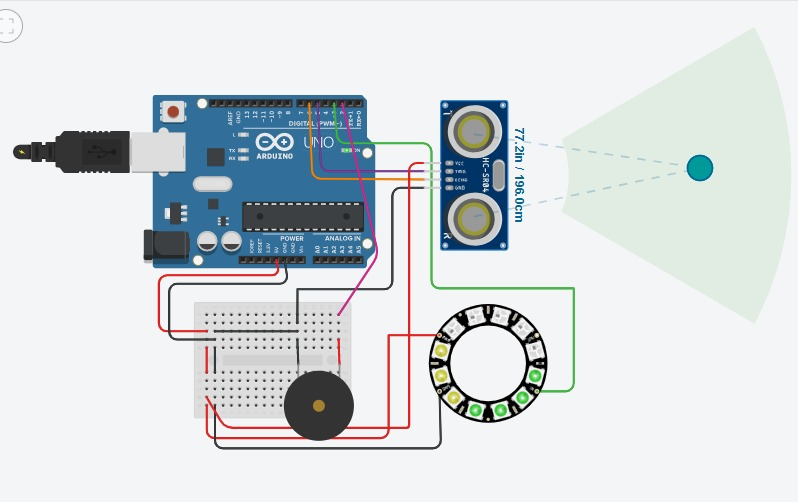 AREF
GND
13
12
~11
~10
~9
8
7
~6
~5
4
~3
2
TX→1
RX←0
DIGITAL (PWM~)
L
TX
RX
ARDUINO
UNO
ON
IOREF
RESET
3.3V
5V
GND
GND
Vin
POWER
ANALOG IN
A0
A1
A2
A3
A4
A5
VCC
TRIG
ECHO
GND
HC-SR04
77.2in / 196.0cm